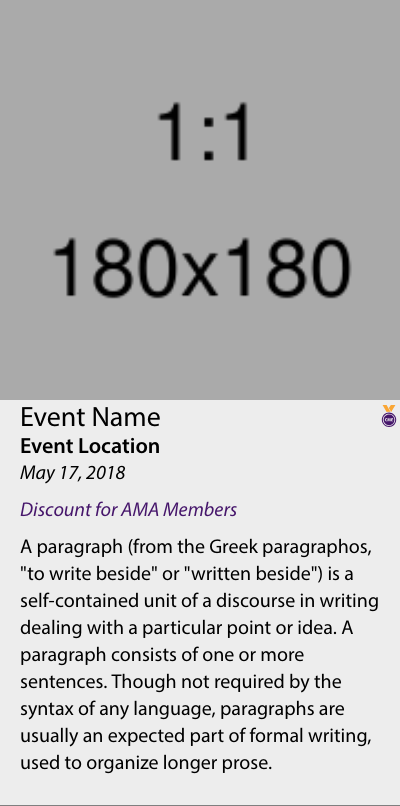 1:1
180x180
Event Name
Event Location
May 17, 2018
Discount for AMA Members
A paragraph (from the Greek paragraphos,
"to write beside" or "written beside") is a
self-contained unit of a discourse in writing
dealing with a particular point or idea. A
paragraph consists of one or more
sentences. Though not required by the
syntax of any language, paragraphs are
usually an expected part of formal writing,
used to organize longer prose.